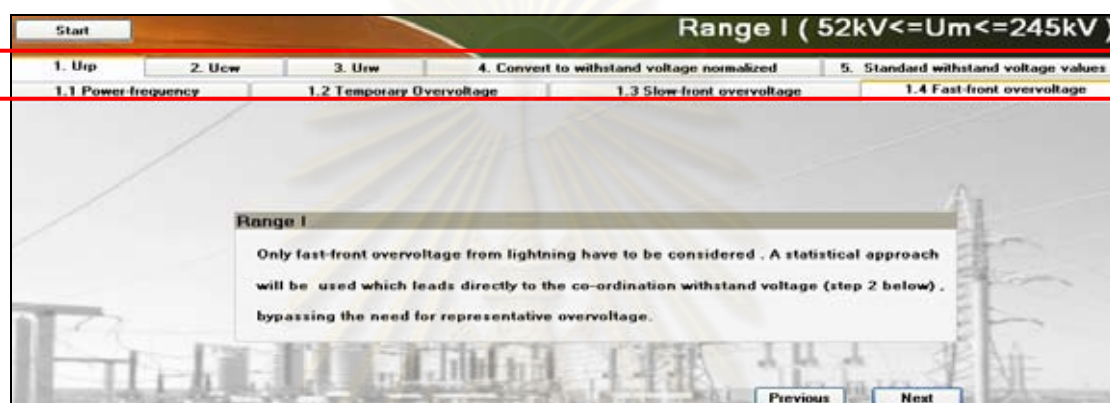 Start
Range I ( 52kV<=Um<=245kV )
1. Urp 2. Ucw 3. Urw 4. Convert to withstand voltage normalized 5. Standard withstand voltage values
1.1 Power-frequency 1.2 Temporary Overvoltage 1.3 Slow-front overvoltage 1.4 Fast-front overvoltage
Range I
Only fast-front overvoltage from lightning have to be considered . A statistical approach
will be used which leads directly to the co-ordination withstand voltage (step 2 below) .
bypassing the need for representative overvoltage.
Previous Next